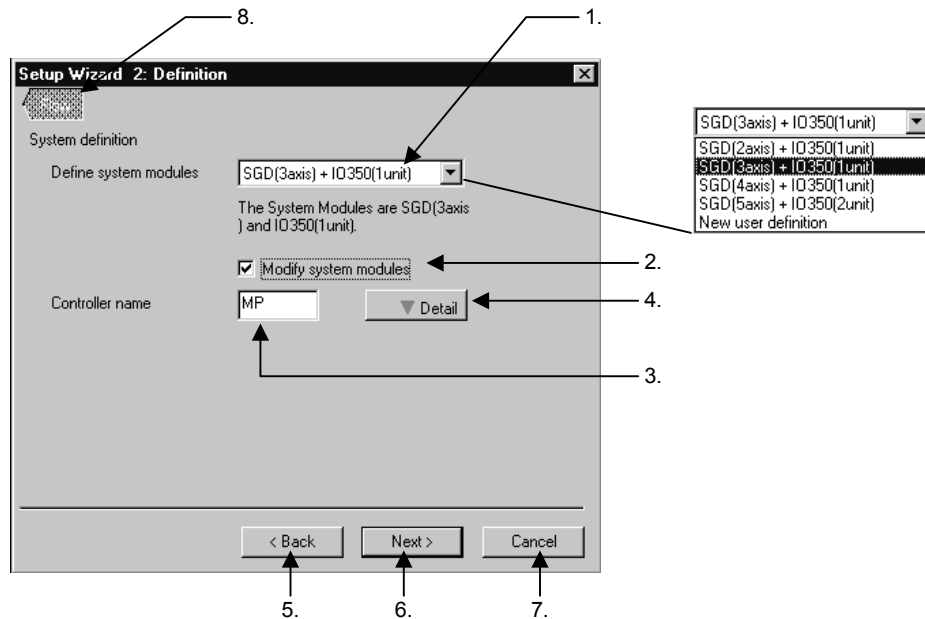 8.
1.
Setup Wizard 2: Definition
System definition
Define system modules
SGD(3axis) + IO350(1unit)
The System Modules are SGD(3axis
) and IO350(1unit).
Modify system modules
2.
Controller name
MP
Detail
4.
3.
< Back
Next >
Cancel
5.
6.
7.
SGD(3axis) + IO350(1unit)
SGD(2axis) + IO350(1unit)
SGD(3axis) + IO350(1unit)
SGD(4axis) + IO350(1unit)
SGD(5axis) + IO350(2unit)
New user definition